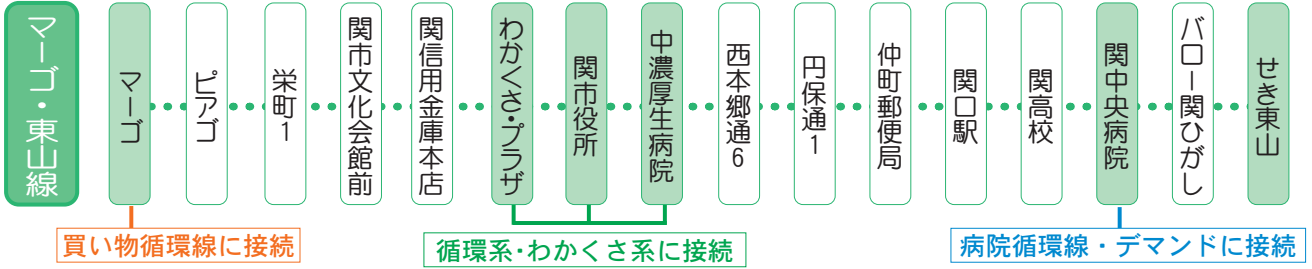 マーゴ・東山線
マーゴ
ピアゴ
栄町1
関市文化会館前
関信用金庫本店
わかくさ・プラザ
関市役所
中濃厚生病院
西本郷通6
円保通1
仲町郵便局
関口駅
関高校
関中央病院
バロー関ひがし
せき東山
買い物循環線に接続
循環系・わかくさ系に接続
病院循環線・デマンドに接続